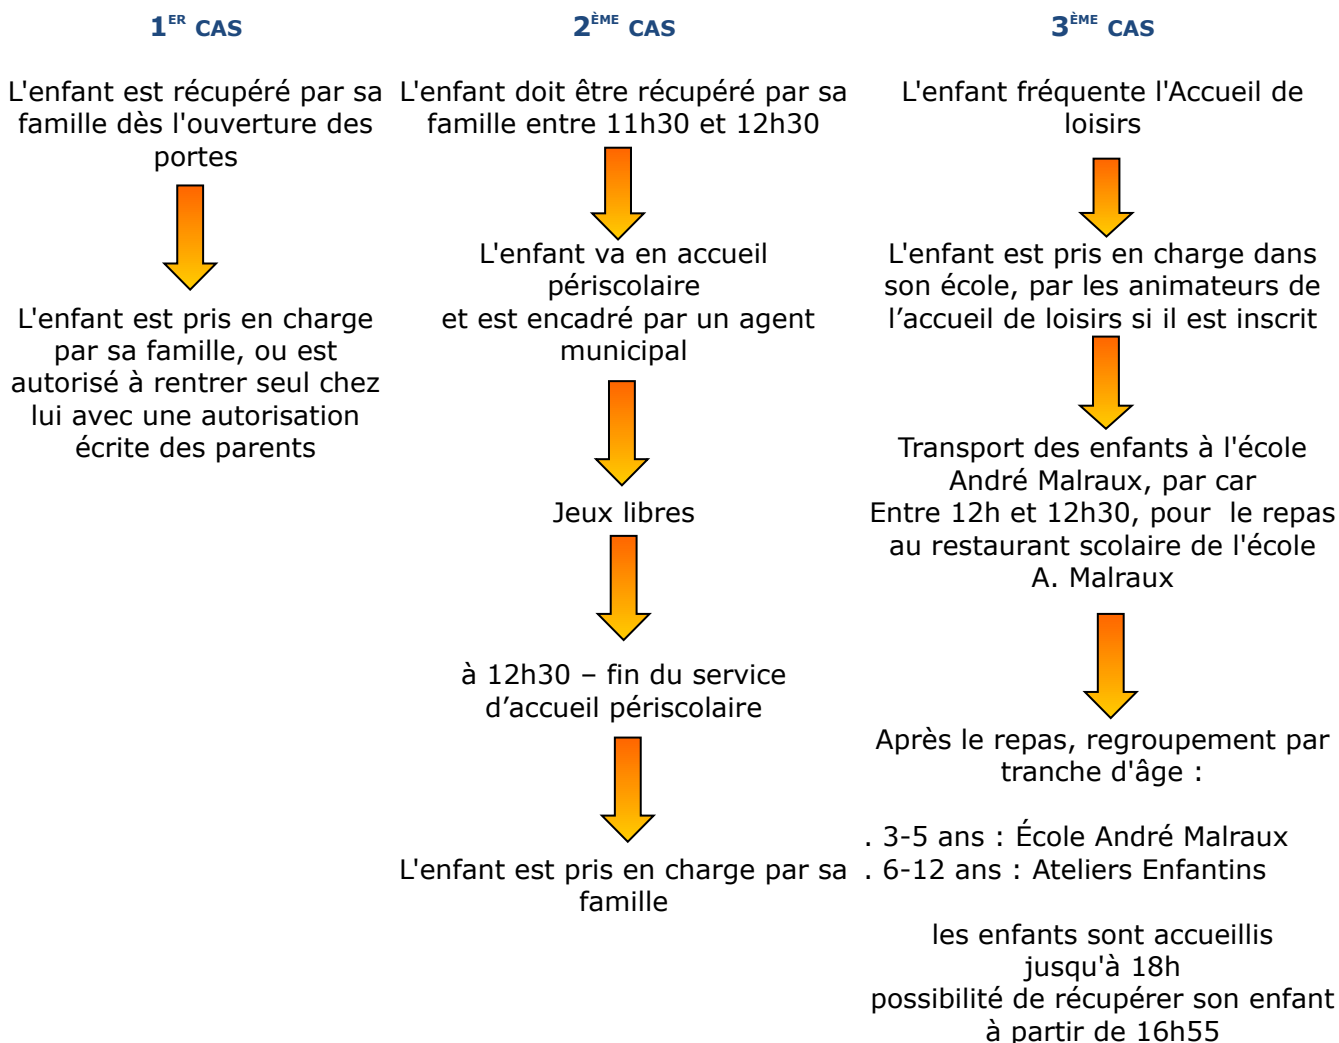 1ER CAS
L'enfant est récupéré par sa
famille dès l'ouverture des
portes
L'enfant est pris en charge
par sa famille, ou est
autorisé à rentrer seul chez
lui avec une autorisation
écrite des parents
2ÈME CAS
L'enfant doit être récupéré par sa
famille entre 11h30 et 12h30
L'enfant va en accueil
périscolaire
et est encadré par un agent
municipal
Jeux libres
à 12h30 – fin du service
d’accueil périscolaire
L'enfant est pris en charge par sa
famille
3ÈME CAS
L'enfant fréquente l'Accueil de
loisirs
L'enfant est pris en charge dans
son école, par les animateurs de
l’accueil de loisirs si il est inscrit
Transport des enfants à l'école
André Malraux, par car
Entre 12h et 12h30, pour le repas
au restaurant scolaire de l'école
A. Malraux
Après le repas, regroupement par
tranche d'âge :
. 3-5 ans : École André Malraux
. 6-12 ans : Ateliers Enfantins
les enfants sont accueillis
jusqu'à 18h
possibilité de récupérer son enfant
à partir de 16h55